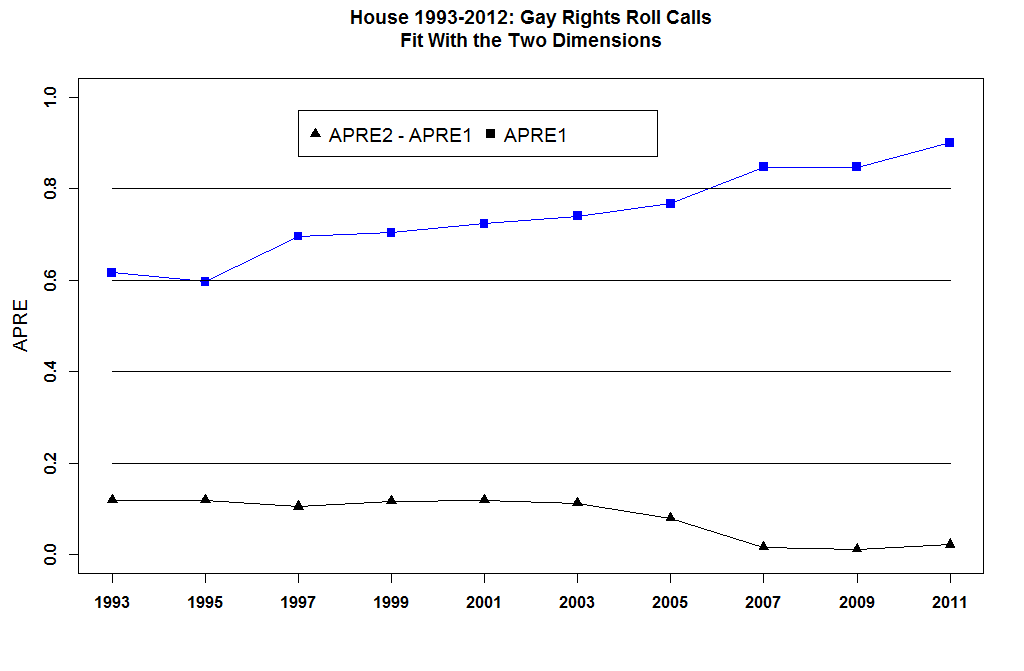 House 1993-2012: Gay Rights Roll Calls
Fit With the Two Dimensions
APRE2 - APRE1 APRE1
APRE
1.0
0.8
0.6
0.4
0.2
0.0
1993 1995 1997 1999 2001 2003 2005 2007 2009 2011